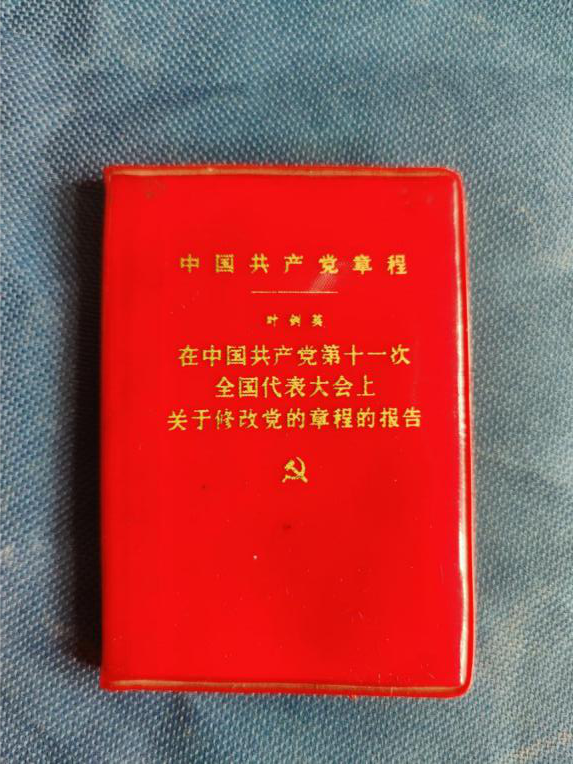 中国共产党章程
叶剑英
在中国共产党第十一次
全国代表大会上
关于修改党的章程的报告